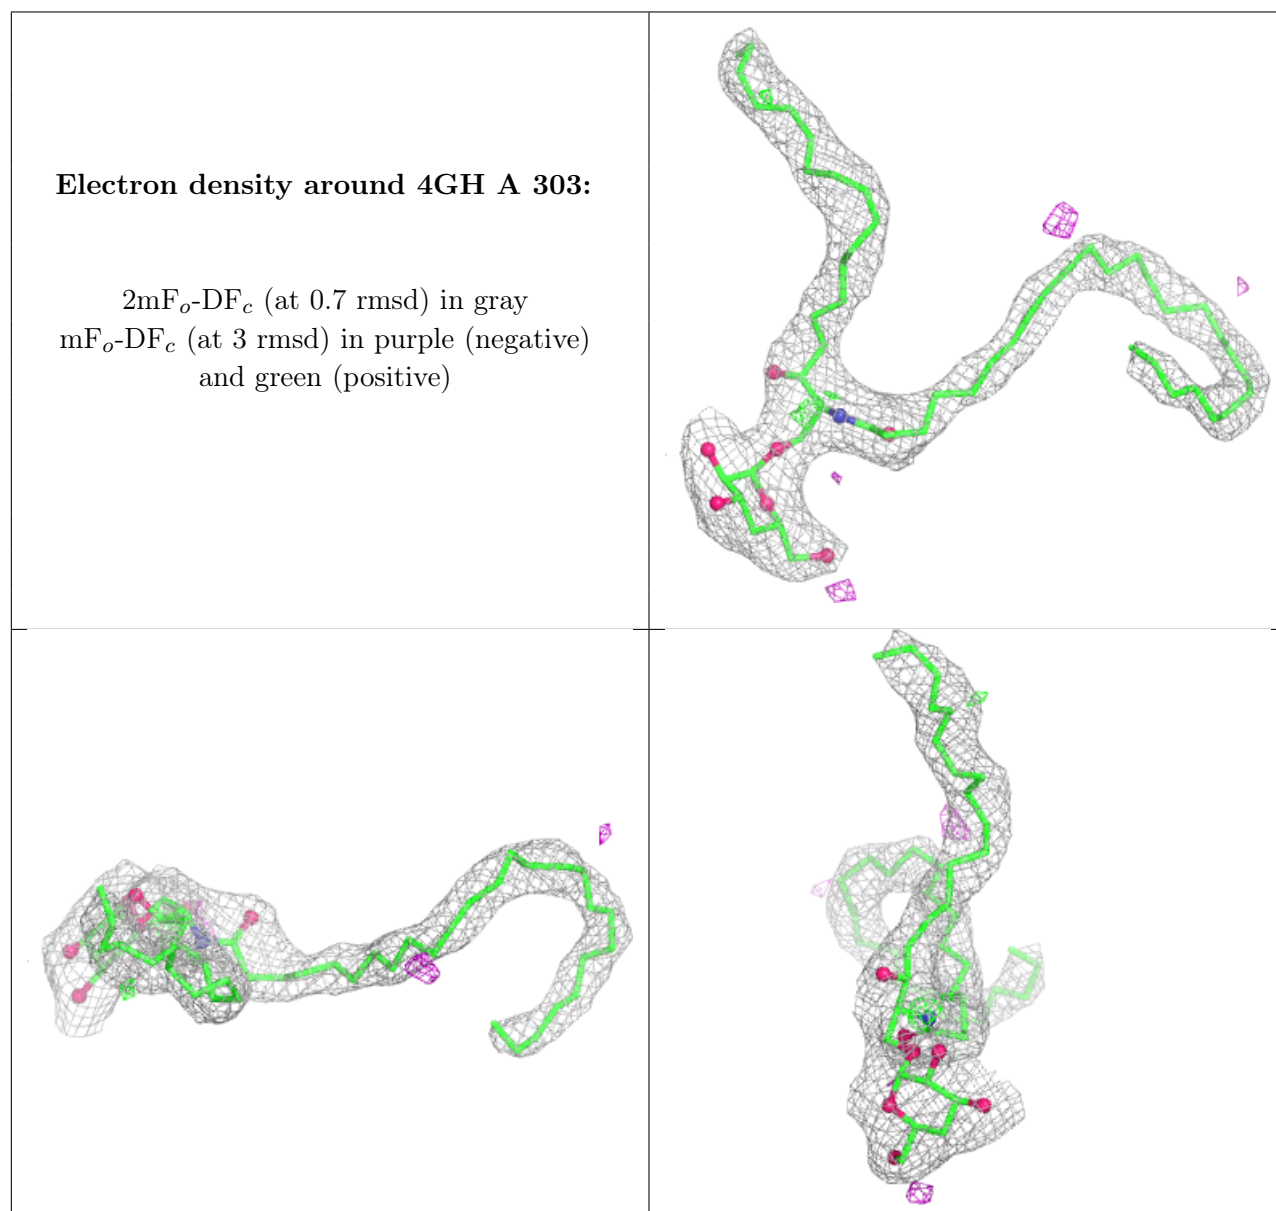 Electron density around 4GH A 303:
2mFo-DFc (at 0.7 rmsd) in gray
mFo-DFc (at 3 rmsd) in purple (negative)
and green (positive)